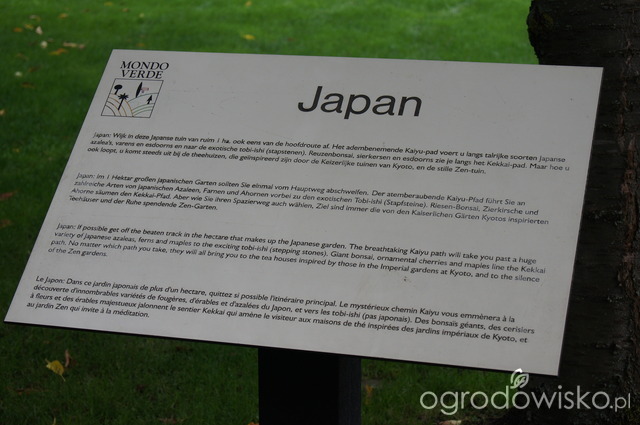 MONDO
VERDE
Japan
Japan: Wijk in deze Japanse tuin van ruim 1 ha. ook eens van de hoofdroute af. Het adembenemende Kaiyu-pad voert u langs talrijke soorten Japanse
azalea's, varens en esdoorns en naar de exotische tobi-ishi (stapstenen). Reuzenbonsai, sierkersen en esdoorns zie je langs het Kekkai-pad. Maar hoe u
ook loopt, u komt steeds uit bij de theehuizen, die geïnspireerd zijn door de Keizerlijke tuinen van Kyoto, en de stille Zen-tuin.
Japan: im 1 Hektar großen Japanischen Garten sollten Sie einmal vom Hauptweg abschweifen. Der atemberaubende Kaiyu-Pfad führt Sie an
zahlreiche Arten von Japanischen Azaleen, Farnen und Ahornen vorbei zu den exotischen Tobi-ishi (Stapfsteine). Riesen-Bonsai, Zierkirsche und
Ahorne säumen den Kekkai-Pfad. Aber wie Sie ihren Spazierweg auch wählen, Ziel sind immer die von den Kaiserlichen Gärten Kyotos inspirierten
Teehäuser und der Ruhe spendende Zen-Garten.
Japan: If possible get off the beaten track in the hectare that makes up the Japanese garden. The breathtaking Kaiyu path will take you past a huge
variety of Japanese azaleas, ferns and maples to the exciting tobi-ishi (stepping stones). Giant bonsai, ornamental cherries and maples line the Kekkai
path. No matter which path you take, they will all bring you to the tea houses inspired by those in the Imperial gardens at Kyoto, and to the silence
of the Zen gardens.
Le Japon: Dans ce jardin japonais de plus d'un hectare, quittez si possible l'itinéraire principal. Le mystérieux chemin Kaiyu vous emmènera à la
découverte d'innombrables variétés de fougères, d'érables et d'azalées du Japon, et vers les tobi-ishi (pas japonais). Des bonsaïs géants, des cerisiers
à fleurs et des érables majestueux jalonnent le sentier Kekkai qui amène le visiteur aux maisons de thé inspirées des jardins impériaux de Kyoto, et
au jardin Zen qui invite à la méditation.
ogrodowisko.pl